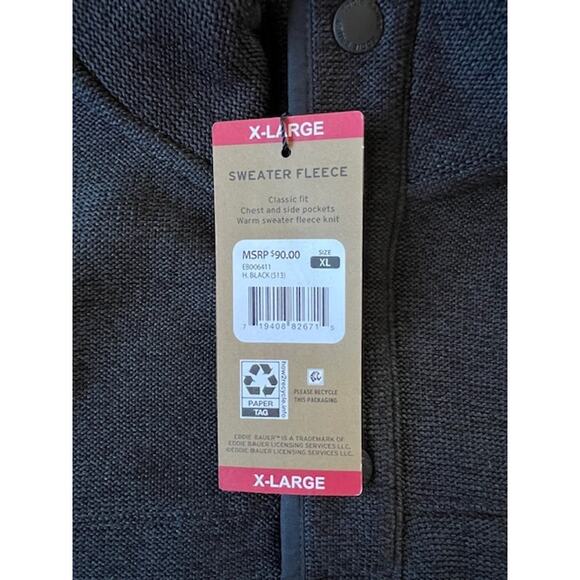 X-LARGE
SWEATER FLEECE
Classic fit
Chest and side pockets
Warm sweater fleece knit
MSRP $90.00
SIZE
XL
EB006411
H. BLACK (513)
7 19408 82671 5
how2recycle.info
PAPER
TAG
PLEASE RECYCLE
THIS PACKAGING
EDDIE BAUER™ IS A TRADEMARK OF
EDDIE BAUER LICENSING SERVICES LLC.
©EDDIE BAUER LICENSING SERVICES LLC.
X-LARGE